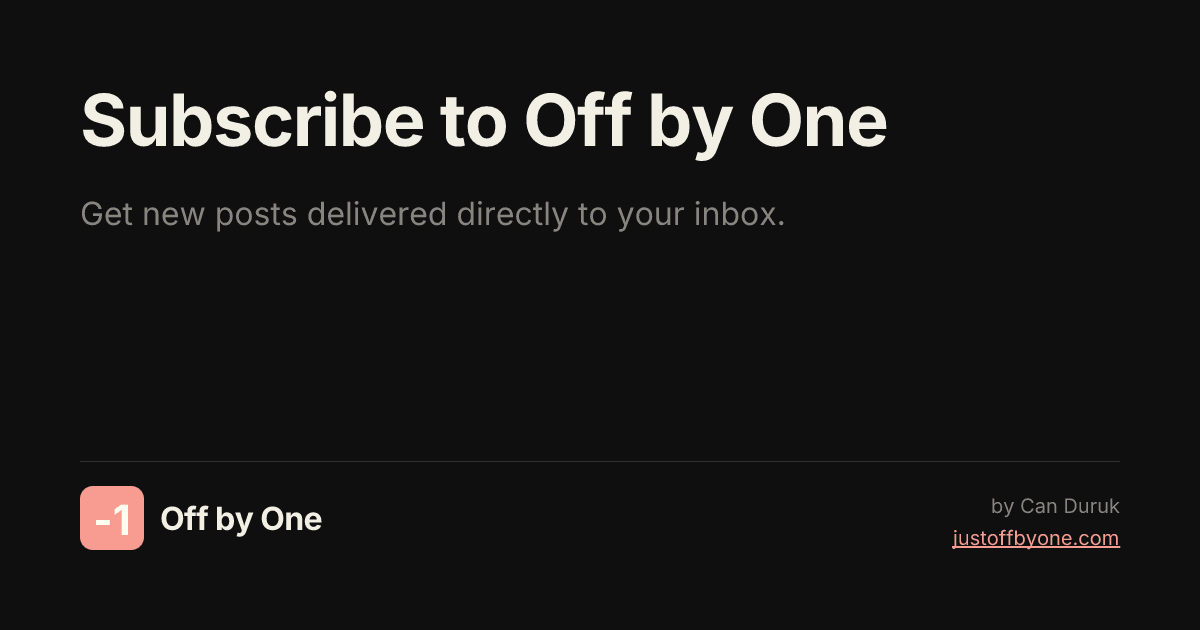 Subscribe to Off by One
Get new posts delivered directly to your inbox.
-1
Off by One
by Can Duruk
justoffbyone.com